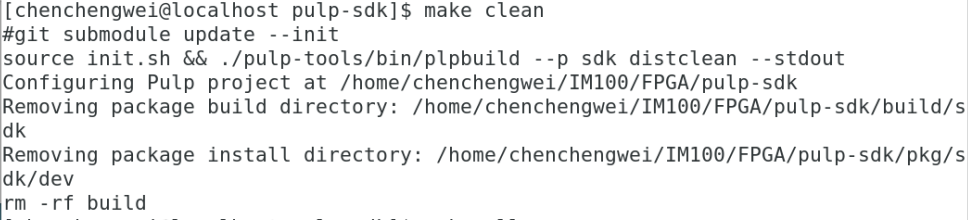 [chenchengwei@localhost pulp-sdk]$ make clean
#git submodule update --init
source init.sh && ./pulp-tools/bin/plpbuild --p sdk distclean --stdout
Configuring Pulp project at /home/chenchengwei/IM100/FPGA/pulp-sdk
Removing package build directory: /home/chenchengwei/IM100/FPGA/pulp-sdk/build/s
dk
Removing package install directory: /home/chenchengwei/IM100/FPGA/pulp-sdk/pkg/s
dk/dev
rm -rf build